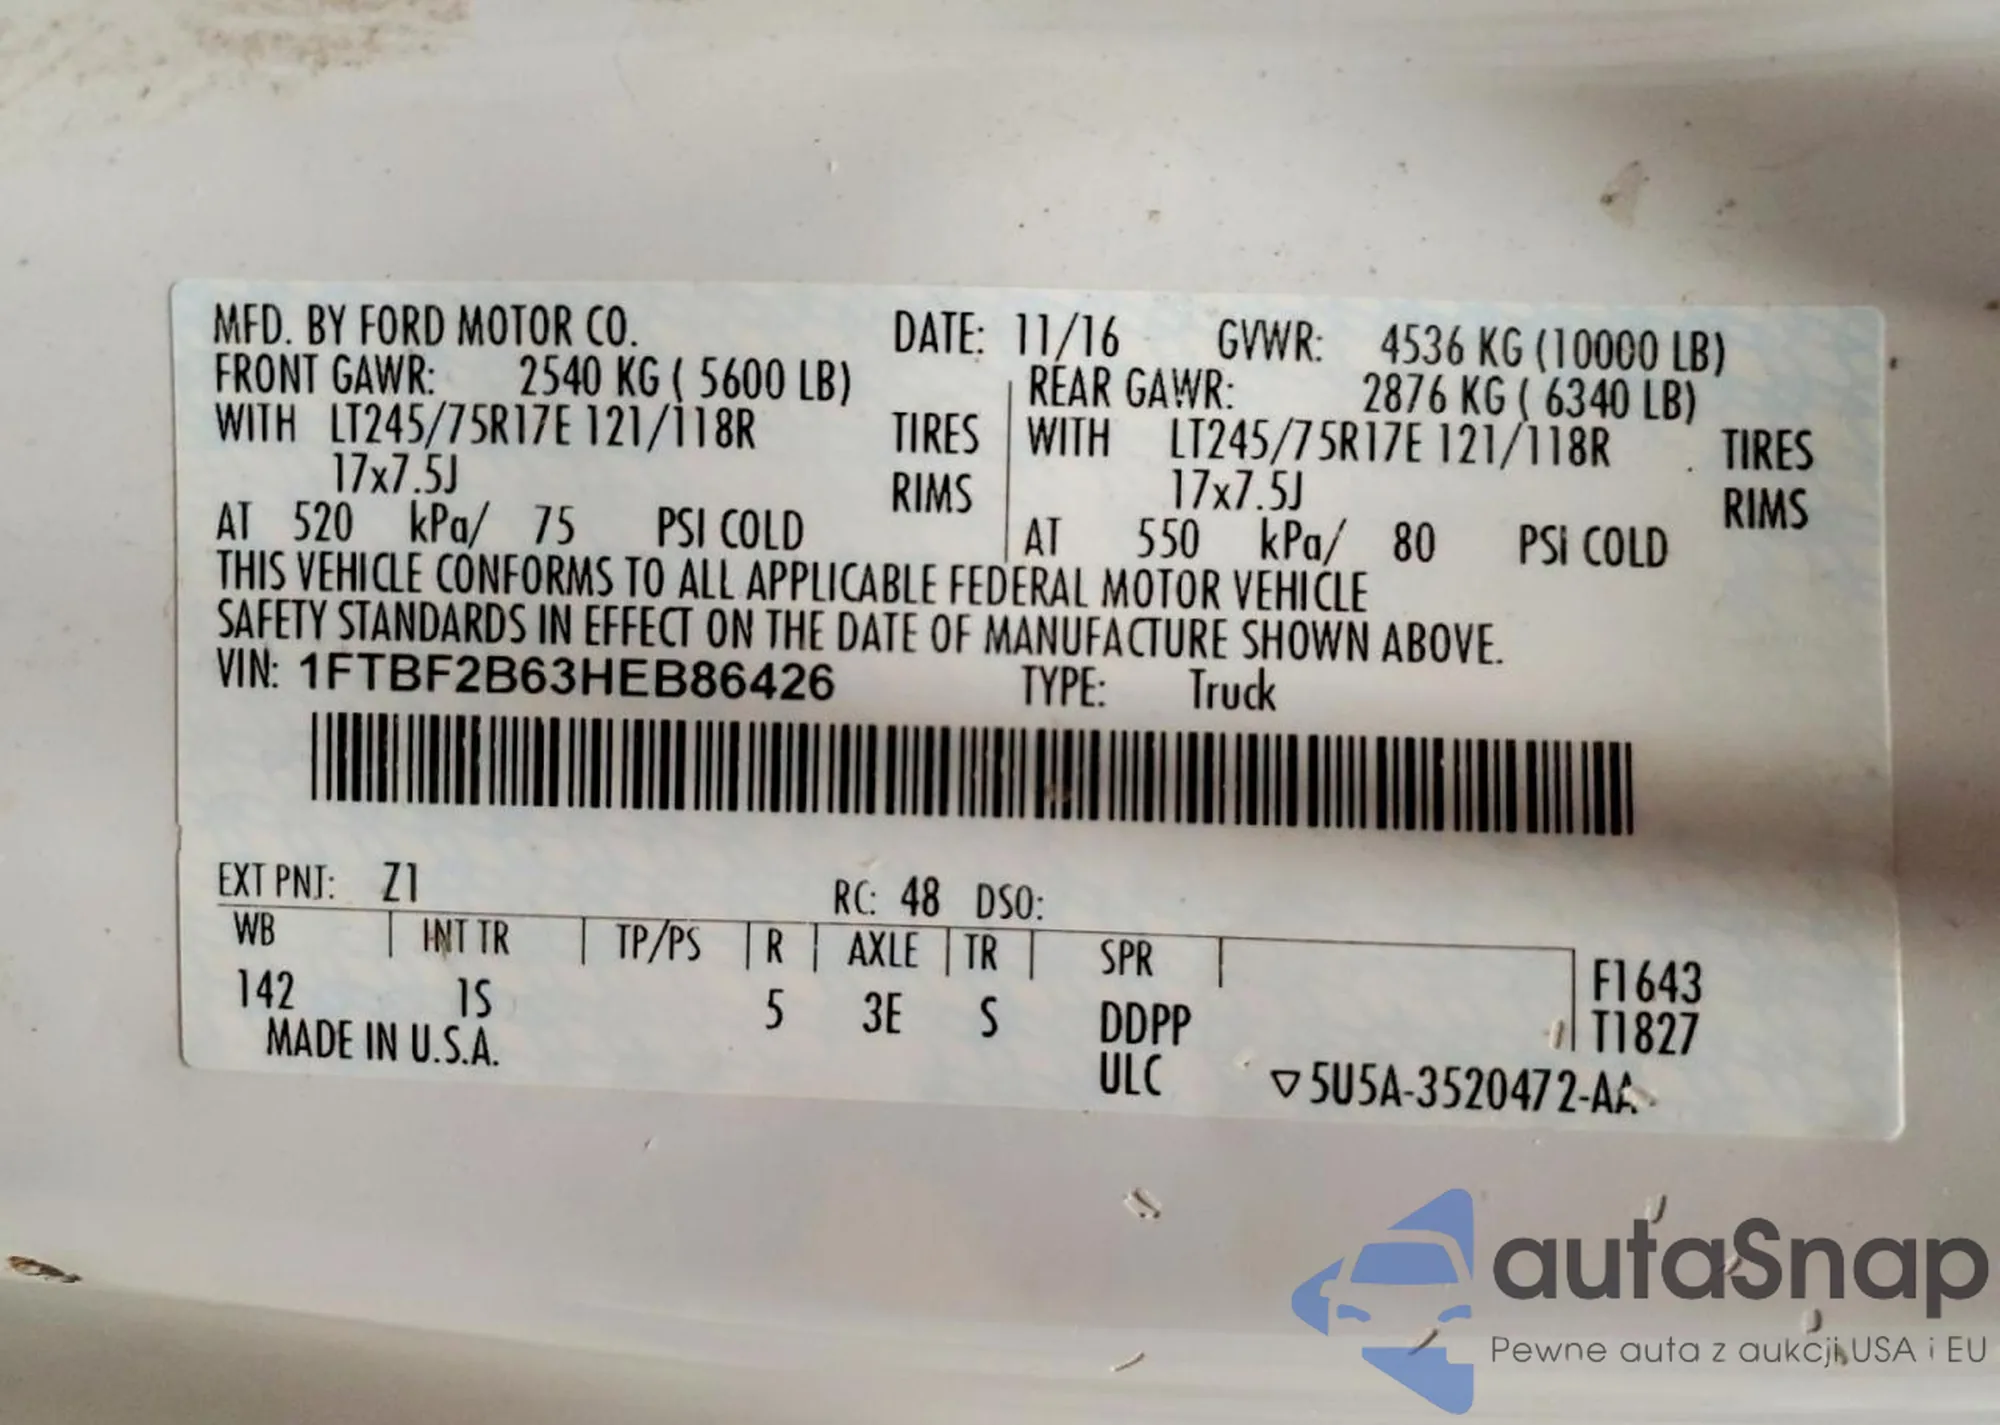 MFD. BY FORD MOTOR CO. DATE: 11/16 GVWR: 4536 KG (10000 LB)
FRONT GAWR: 2540 KG ( 5600 LB) REAR GAWR: 2876 KG ( 6340 LB)
WITH LT245/75R17E 121/118R TIRES WITH LT245/75R17E 121/118R TIRES
17x7.5J RIMS 17x7.5J RIMS
AT 520 kPa/ 75 PSI COLD AT 550 kPa/ 80 PSI COLD
THIS VEHICLE CONFORMS TO ALL APPLICABLE FEDERAL MOTOR VEHICLE
SAFETY STANDARDS IN EFFECT ON THE DATE OF MANUFACTURE SHOWN ABOVE.
VIN: 1FTBF2B63HEB86426 TYPE: Truck
EXT PNT: Z1 RC: 48 DSO:
WB INT TR TP/PS R AXLE TR SPR F1643
142 1S 5 3E S DDPP T1827
MADE IN U.S.A. ULC ▽5U5A-3520472-AA
autaSnap
Pewne auta z aukcji USA i EU